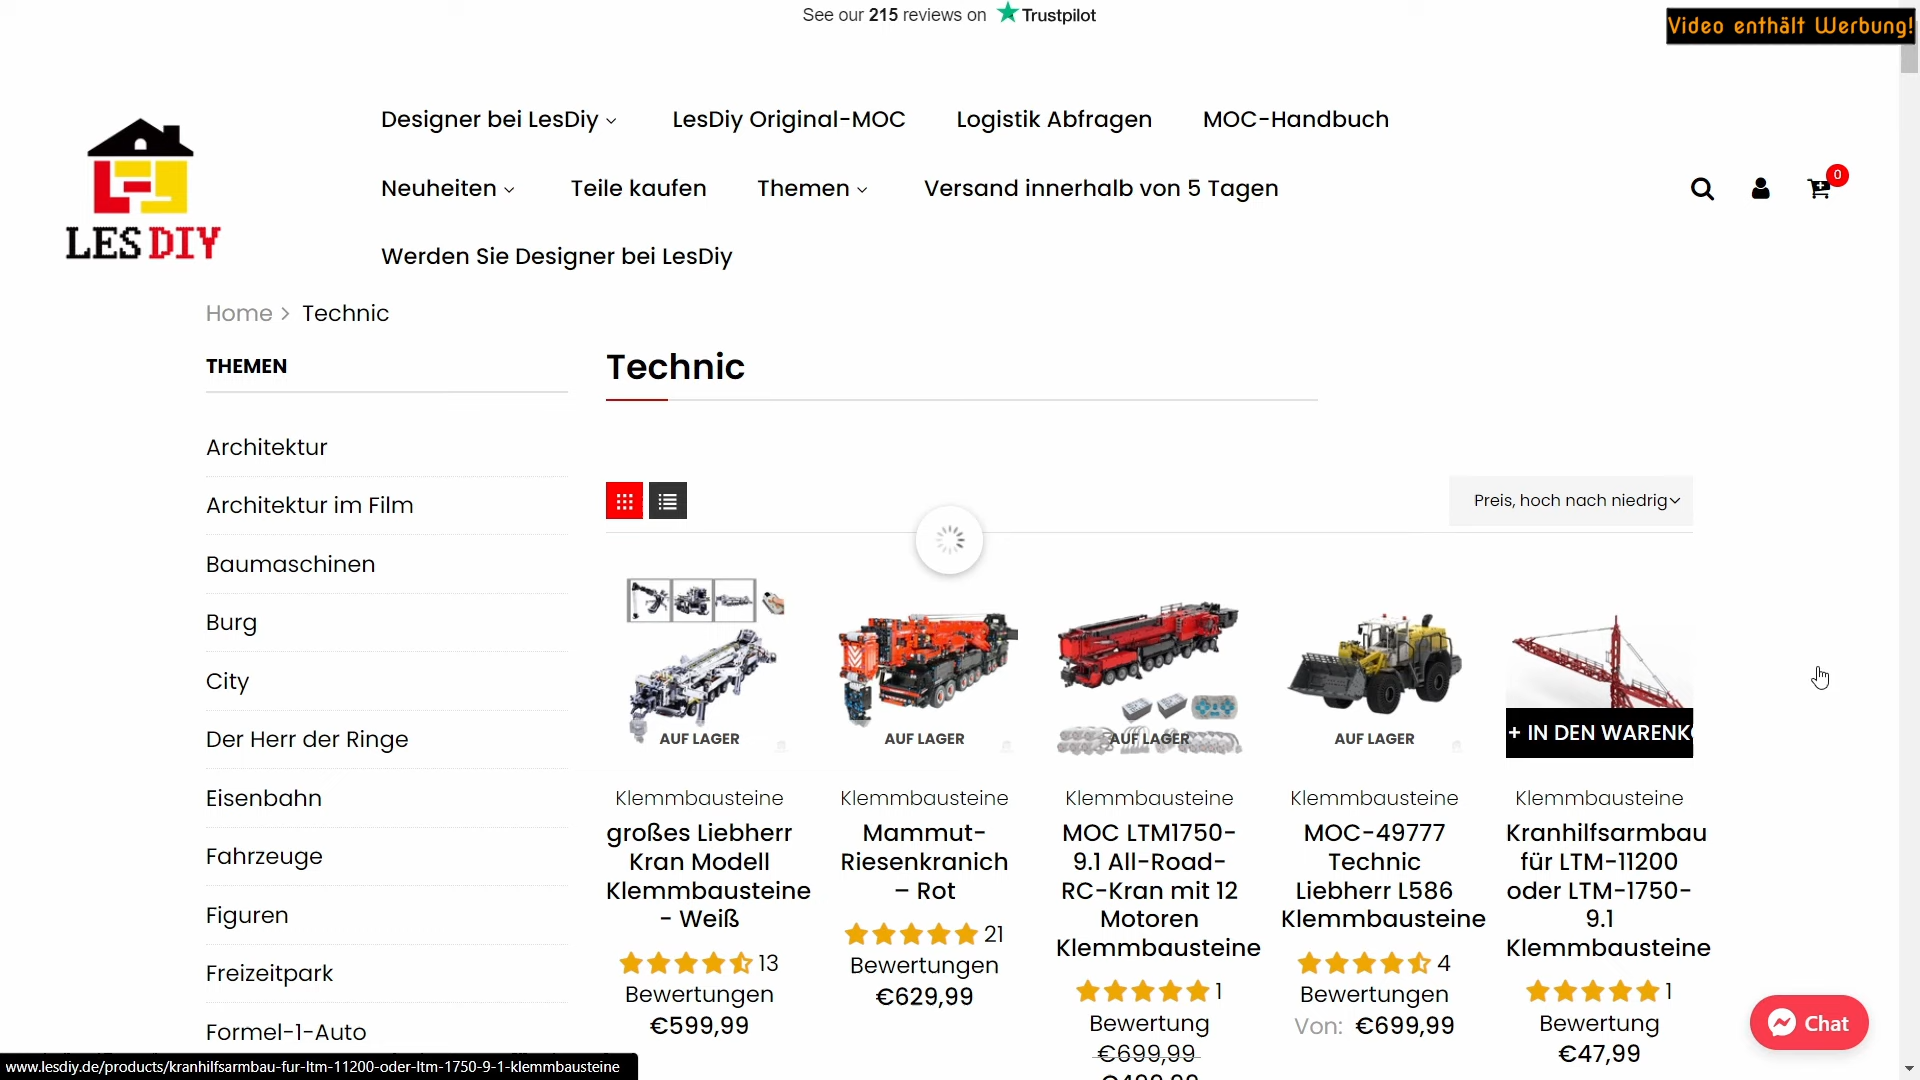 See our 215 reviews on Trustpilot
Video enthält Werbung!
Designer bei LesDiy
LesDiy Original-MOC
Logistik Abfragen
MOC-Handbuch
LESDIY
Neuheiten
Teile kaufen
Themen
Versand innerhalb von 5 Tagen
0
Werden Sie Designer bei LesDiy
Home > Technic
THEMEN
Architektur
Architektur im Film
Baumaschinen
Burg
City
Der Herr der Ringe
Eisenbahn
Fahrzeuge
Figuren
Freizeitpark
Formel-1-Auto
Technic
Preis, hoch nach niedrig
AUF LAGER
Klemmbausteine
großes Liebherr
Kran Modell
Klemmbausteine
- Weiß
13
Bewertungen
€599,99
AUF LAGER
Klemmbausteine
Mammut-
Riesenkranich
– Rot
21
Bewertungen
€629,99
AUF LAGER
Klemmbausteine
MOC LTM1750-
9.1 All-Road-
RC-Kran mit 12
Motoren
Klemmbausteine
1
Bewertung
€699,99
AUF LAGER
Klemmbausteine
MOC-49777
Technic
Liebherr L586
Klemmbausteine
4
Bewertungen
Von: €699,99
+ IN DEN WARENK
Klemmbausteine
Kranhilfsarmbau
für LTM-11200
oder LTM-1750-
9.1
Klemmbausteine
1
Bewertung
€47,99
Chat
www.lesdiy.de/products/kranhilfsarmbau-fur-ltm-11200-oder-ltm-1750-9-1-klemmbausteine